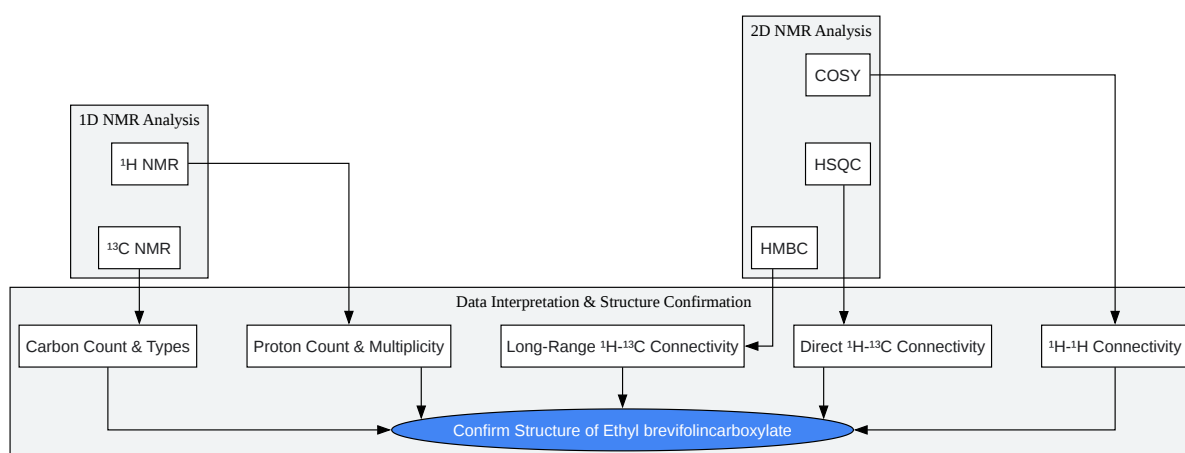 2D NMR Analysis
COSY
1D NMR Analysis
¹H NMR
HSQC
¹³C NMR
HMBC
Data Interpretation & Structure Confirmation
Carbon Count & Types
Proton Count & Multiplicity
Long-Range ¹H-¹³C Connectivity
Direct ¹H-¹³C Connectivity
¹H-¹H Connectivity
Confirm Structure of Ethyl brevifolincarboxylate